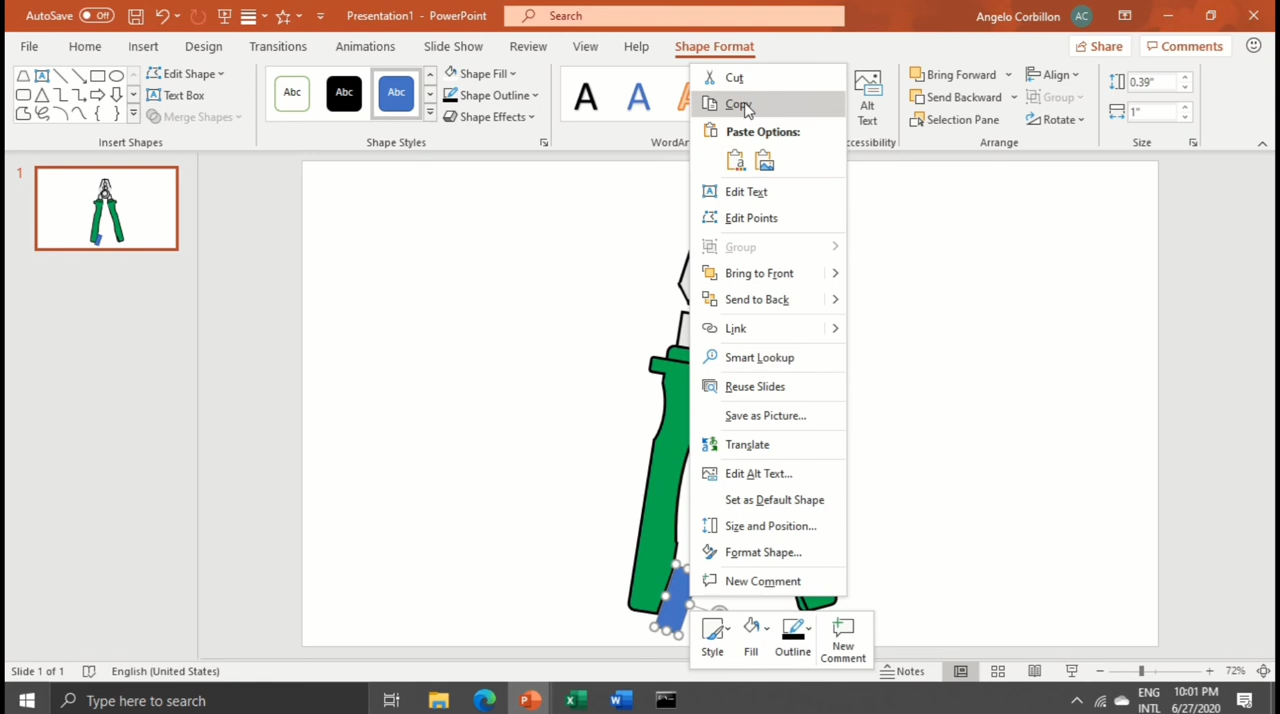 AutoSave Off Presentation1 - PowerPoint Search Angelo Corbillon AC
File Home Insert Design Transitions Animations Slide Show Review View Help Shape Format Share Comments
Edit Shape
Text Box
Merge Shapes
Insert Shapes
Abc Abc Abc
Shape Fill
Shape Outline
Shape Effects
Shape Styles
A A
WordA
Alt
Text
ccessibility
Bring Forward
Send Backward
Selection Pane
Align
Group
Rotate
Arrange
0.39"
1"
Size
1
Cut
Copy
Paste Options:
Edit Text
Edit Points
Group
Bring to Front
Send to Back
Link
Smart Lookup
Reuse Slides
Save as Picture...
Translate
Edit Alt Text...
Set as Default Shape
Size and Position...
Format Shape...
New Comment
Style Fill Outline New
Comment
Slide 1 of 1 English (United States) Notes 72%
Type here to search
ENG
INTL
10:01 PM
6/27/2020